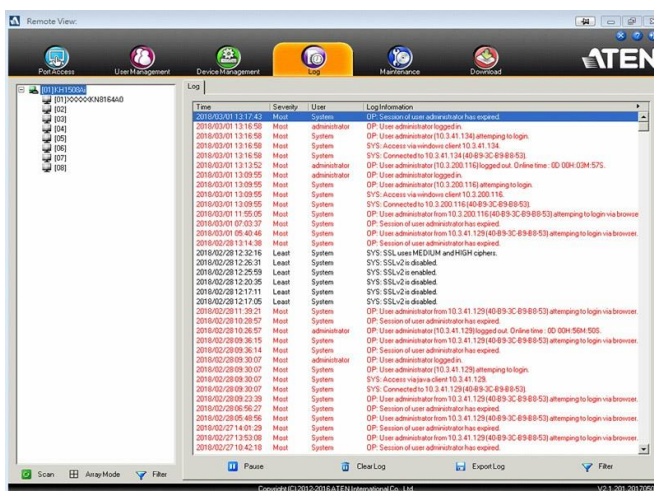 Remote View:
Port Access User Management Device Management Log Maintenance Download
ATEN
[01]KH1508Ai
[01]XXXXXKN8164A0
[02]
[03]
[04]
[05]
[06]
[07]
[08]
Log
Time Severity User Log Information
2018/03/01 13:17:43 Most System OP: Session of user administrator has expired.
2018/03/01 13:16:58 Most administrator OP: User administrator logged in.
2018/03/01 13:16:58 Most System OP: User administrator (10.3.41.134) attemping to login.
2018/03/01 13:16:58 Most System SYS: Access via windows client 10.3.41.134.
2018/03/01 13:16:58 Most System SYS: Connected to 10.3.41.134 (40-B9-3C-B9-B8-53).
2018/03/01 13:13:52 Most administrator OP: User administrator (10.3.200.116) logged out. Online time : 0D 00H:03M:57S.
2018/03/01 13:09:55 Most administrator OP: User administrator logged in.
2018/03/01 13:09:55 Most System OP: User administrator (10.3.200.116) attemping to login.
2018/03/01 13:09:55 Most System SYS: Access via windows client 10.3.200.116.
2018/03/01 13:09:55 Most System SYS: Connected to 10.3.200.116 (40-B9-3C-B9-B8-53).
2018/03/01 11:55:05 Most System OP: User administrator from 10.3.200.116 (40-B9-3C-B9-B8-53) attemping to login via browse
2018/03/01 07:03:37 Most System OP: Session of user administrator has expired.
2018/03/01 05:40:46 Most System OP: User administrator from 10.3.41.129 (40-B9-3C-B9-B8-53) attemping to login via browser.
2018/02/28 13:14:38 Most System OP: Session of user administrator has expired.
2018/02/28 12:32:16 Least System SYS: SSL uses MEDIUM and HIGH ciphers.
2018/02/28 12:26:31 Least System SYS: SSLv2 is disabled.
2018/02/28 12:25:59 Least System SYS: SSLv2 is enabled.
2018/02/28 12:20:35 Least System SYS: SSLv2 is disabled.
2018/02/28 12:17:11 Least System SYS: SSLv2 is disabled.
2018/02/28 12:17:05 Least System SYS: SSLv2 is disabled.
2018/02/28 11:39:21 Most System OP: User administrator from 10.3.41.129 (40-B9-3C-B9-B8-53) attemping to login via browser.
2018/02/28 10:28:57 Most System OP: Session of user administrator has expired.
2018/02/28 10:26:57 Most administrator OP: User administrator (10.3.41.129) logged out. Online time : 0D 00H:56M:50S.
2018/02/28 09:36:15 Most System OP: User administrator from 10.3.41.129 (40-B9-3C-B9-B8-53) attemping to login via browser.
2018/02/28 09:36:14 Most System OP: Session of user administrator has expired.
2018/02/28 09:30:07 Most administrator OP: User administrator logged in.
2018/02/28 09:30:07 Most System OP: User administrator (10.3.41.129) attemping to login.
2018/02/28 09:30:07 Most System SYS: Access via java client 10.3.41.129.
2018/02/28 09:30:07 Most System SYS: Connected to 10.3.41.129 (40-B9-3C-B9-B8-53).
2018/02/28 09:23:39 Most System OP: User administrator from 10.3.41.129 (40-B9-3C-B9-B8-53) attemping to login via browser.
2018/02/28 06:56:27 Most System OP: Session of user administrator has expired.
2018/02/28 05:48:56 Most System OP: User administrator from 10.3.41.129 (40-B9-3C-B9-B8-53) attemping to login via browser.
2018/02/27 14:01:29 Most System OP: Session of user administrator has expired.
2018/02/27 13:53:08 Most System OP: User administrator from 10.3.41.129 (40-B9-3C-B9-B8-53) attemping to login via browser.
2018/02/27 10:42:18 Most System OP: Session of user administrator has expired.
Scan Array Mode Filter Pause Clear Log Export Log Filter
Copyright (C) 2012-2016 ATEN International Co., Ltd. V2.1.201.2017050